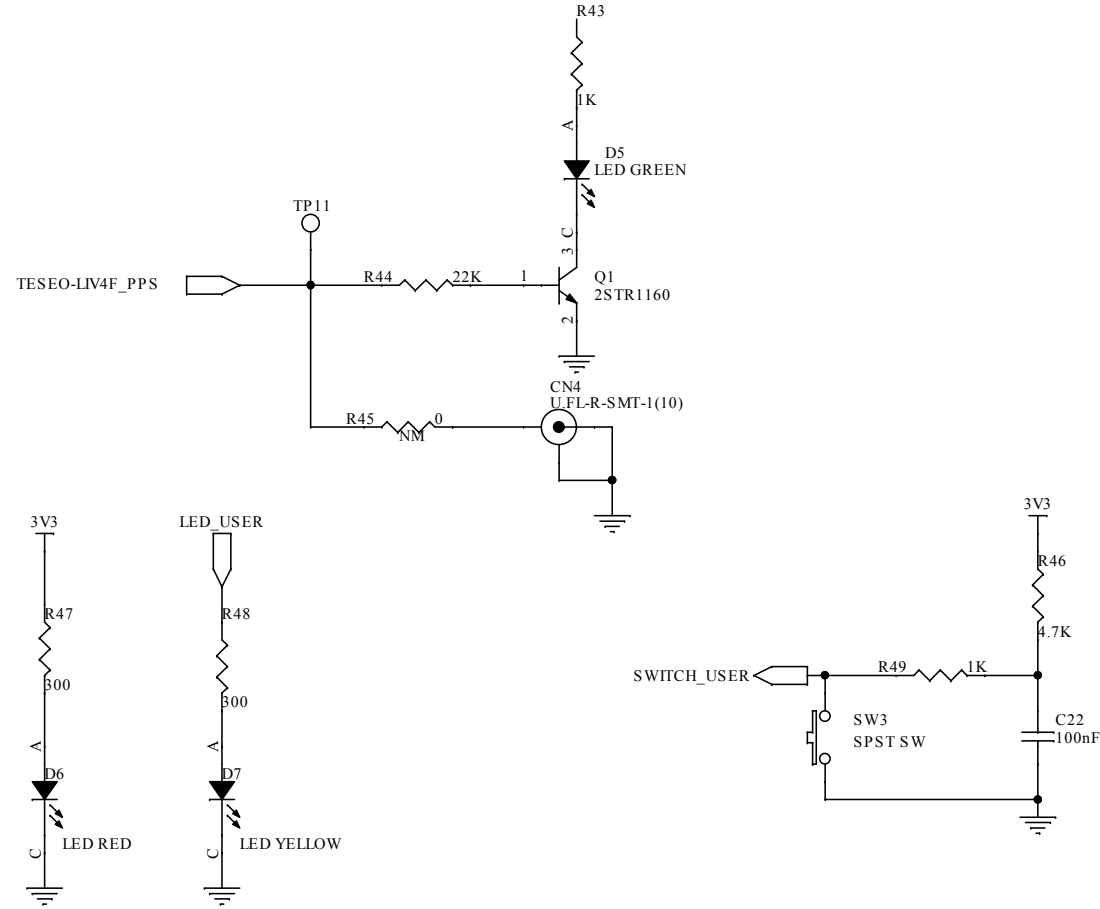 R43
1K
A
D5
LED GREEN
TP11
C
3
TESEO-LIV4F_PPS
R44
22K
1
Q1
2STR1160
2
CN4
U.FL-R-SMT-1(10)
R45
0
NM
3V3
LED_USER
3V3
R46
R47
R48
4.7K
SWITCH_USER
R49
1K
300
300
SW3
SPST SW
C22
100nF
A
A
D6
D7
LED RED
LED YELLOW
C
C